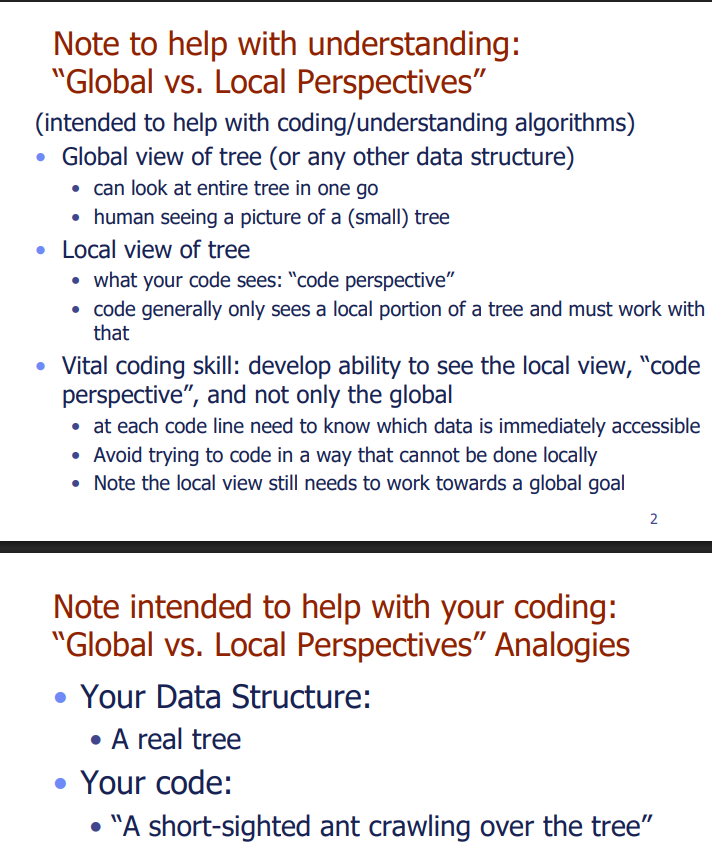 Note to help with understanding:
“Global vs. Local Perspectives”
(intended to help with coding/understanding algorithms)
• Global view of tree (or any other data structure)
• can look at entire tree in one go
• human seeing a picture of a (small) tree
• Local view of tree
• what your code sees: “code perspective”
• code generally only sees a local portion of a tree and must work with
that
• Vital coding skill: develop ability to see the local view, “code
perspective”, and not only the global
• at each code line need to know which data is immediately accessible
• Avoid trying to code in a way that cannot be done locally
• Note the local view still needs to work towards a global goal
2
Note intended to help with your coding:
“Global vs. Local Perspectives” Analogies
• Your Data Structure:
• A real tree
• Your code:
• “A short-sighted ant crawling over the tree”